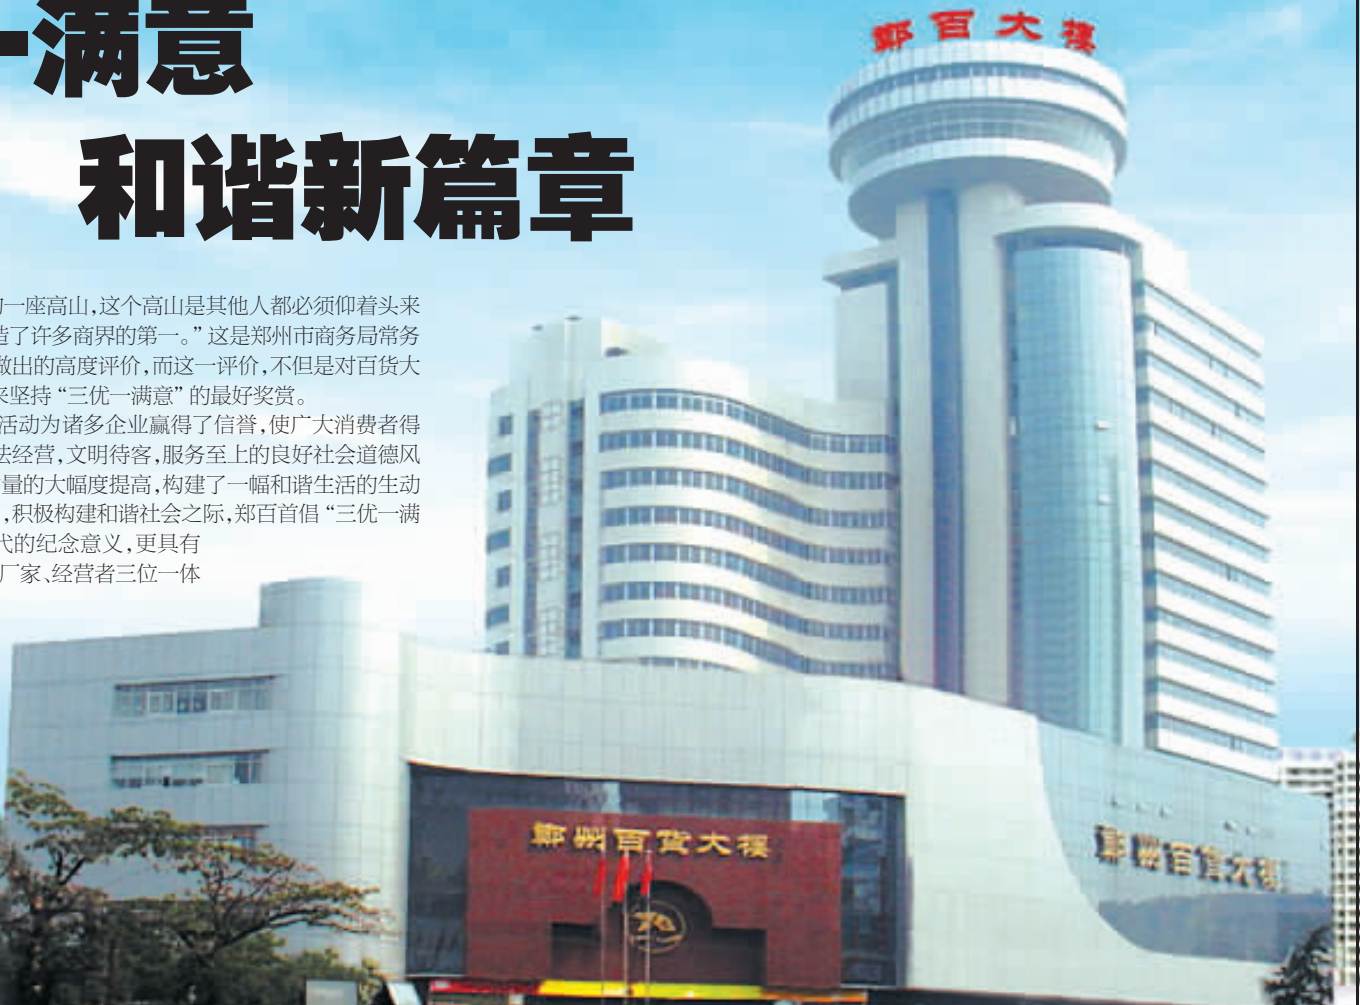 一满意
鄭百大樓
和谐新篇章
一座高山,这个高山是其他人都必须仰着头来
造了许多商界的第一。”这是郑州市商务局常务
做出的高度评价,而这一评价,不但是对百货大
来坚持“三优一满意”的最好奖赏。
活动为诸多企业赢得了信誉,使广大消费者得
法经营,文明待客,服务至上的良好社会道德风
量的大幅度提高,构建了一幅和谐生活的生动
,积极构建和谐社会之际,郑百首倡“三优一满
代的纪念意义,更具有
厂家、经营者三位一体
鄭州百貨大樓
鄭州百貨大樓